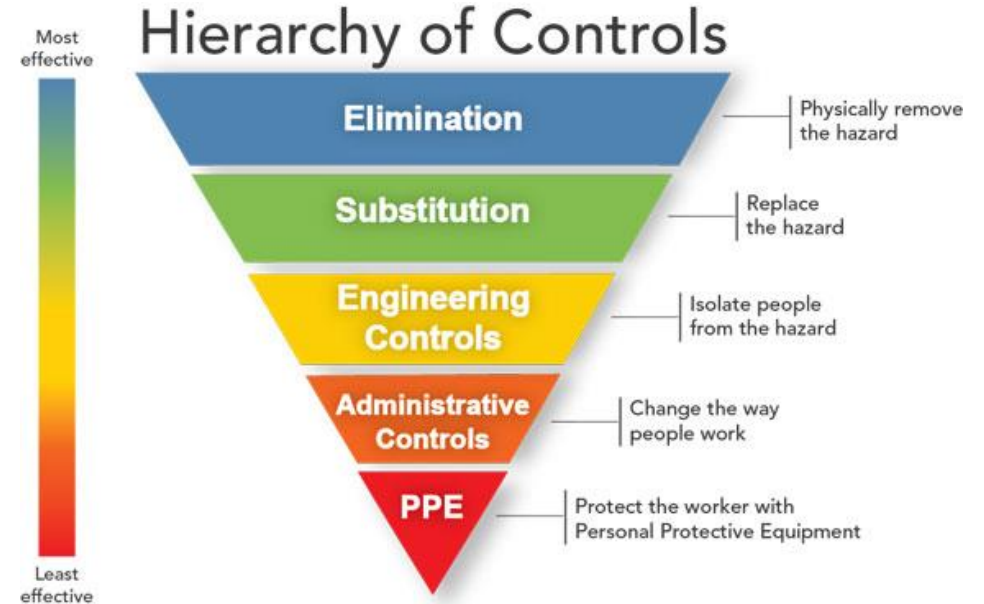 Hierarchy of Controls
Most
effective
Elimination
Physically remove
the hazard
Substitution
Replace
the hazard
Engineering
Controls
Isolate people
from the hazard
Administrative
Controls
Change the way
people work
PPE
Protect the worker with
Personal Protective Equipment
Least
effective